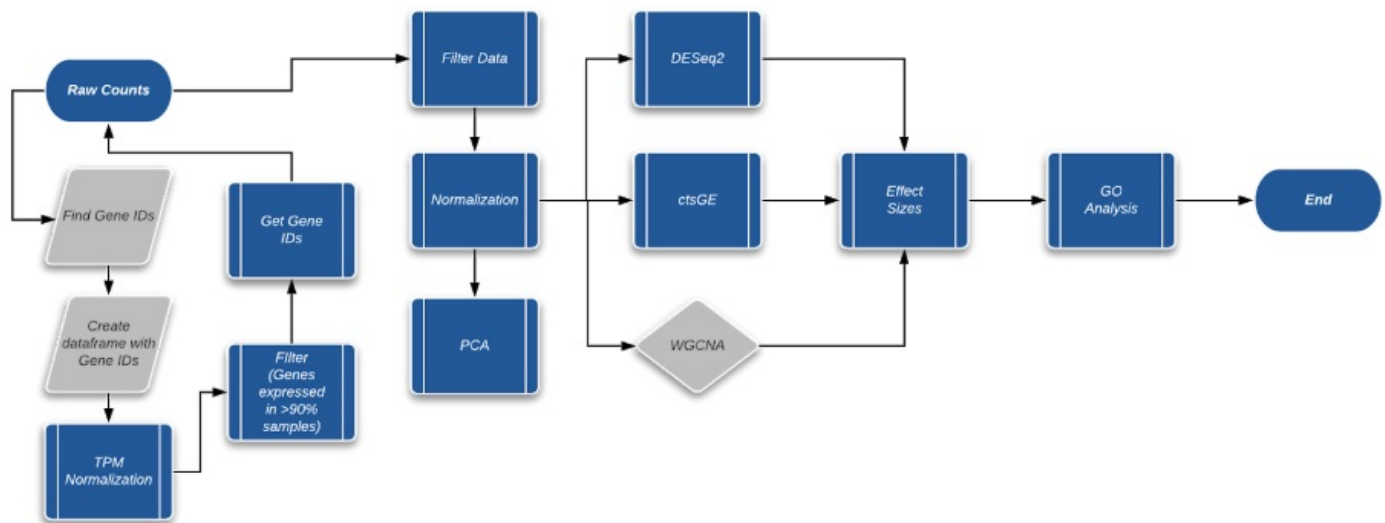 Raw Counts
Find Gene IDs
Create
dataframe with
Gene IDs
TPM
Normalization
Filter
(Genes
expressed
in >90%
samples)
Get Gene
IDs
Filter Data
Normalization
PCA
DESeq2
ctsGE
WGCNA
Effect
Sizes
GO
Analysis
End